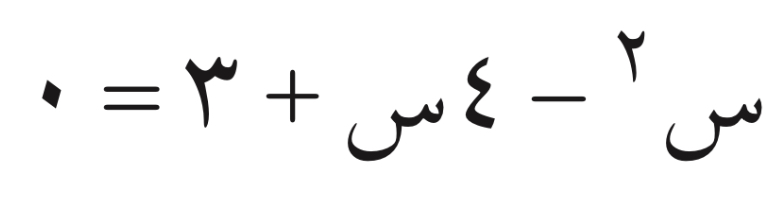 س٢ − ٤س + ٣ = ٠